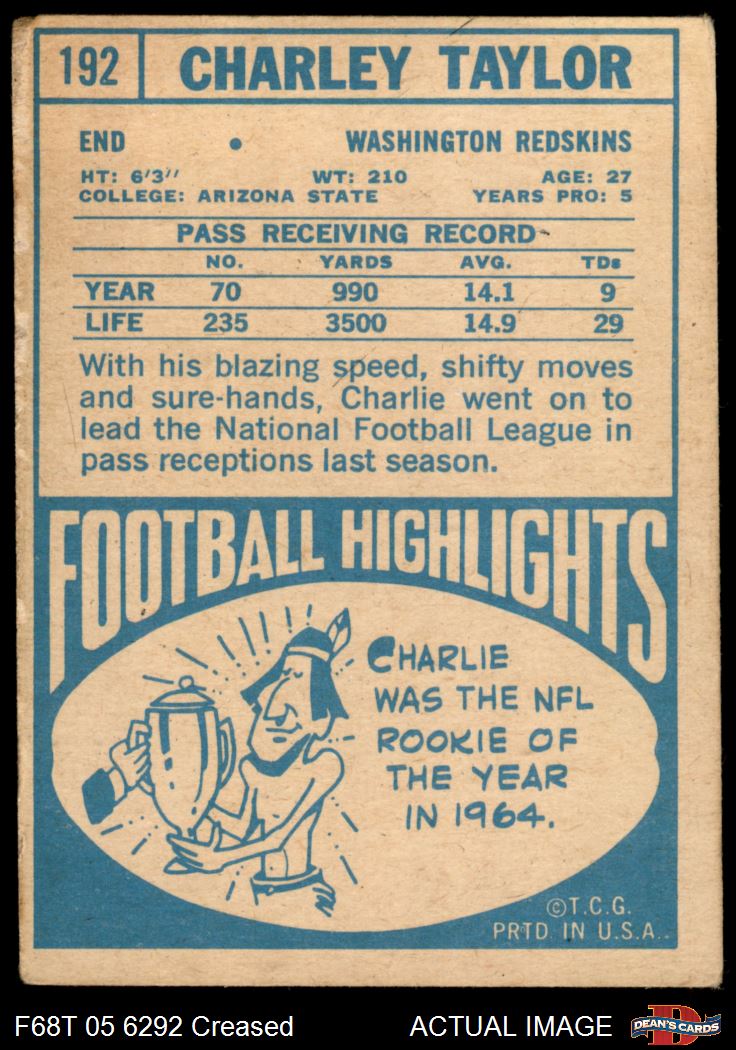 192 CHARLEY TAYLOR
END • WASHINGTON REDSKINS
HT: 6'3" WT: 210 AGE: 27
COLLEGE: ARIZONA STATE YEARS PRO: 5
PASS RECEIVING RECORD
NO. YARDS AVG. TDs
YEAR 70 990 14.1 9
LIFE 235 3500 14.9 29
With his blazing speed, shifty moves
and sure-hands, Charlie went on to
lead the National Football League in
pass receptions last season.
FOOTBALL HIGHLIGHTS
CHARLIE
WAS THE NFL
ROOKIE OF
THE YEAR
IN 1964.
©T.C.G.
PRTD. IN U.S.A.
F68T 05 6292 Creased ACTUAL IMAGE DEAN'S CARDS